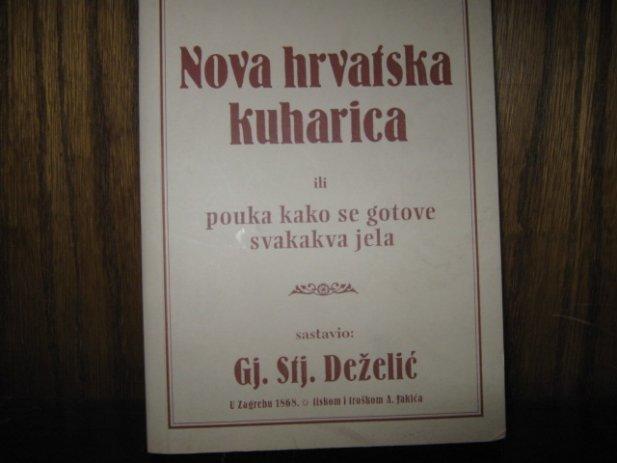 Nova hrvatska
kuharica
ili
pouka kako se gotove
svakakva jela
sastavio:
Gj. Stj. Deželić
U Zagrebu 1868. tiskom i troškom A. Jakića